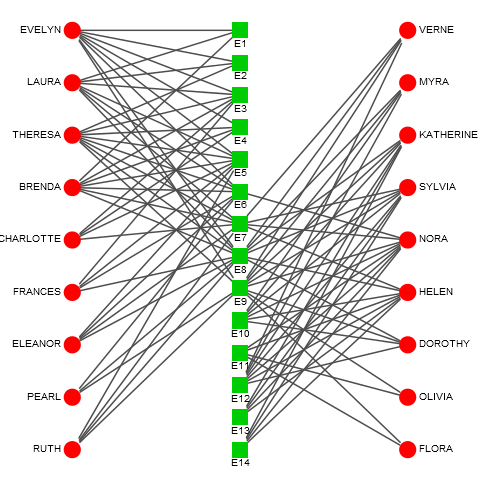 EVELYN
LAURA
THERESA
BRENDA
CHARLOTTE
FRANCES
ELEANOR
PEARL
RUTH
E1
E2
E3
E4
E5
E6
E7
E8
E9
E10
E11
E12
E13
E14
VERNE
MYRA
KATHERINE
SYLVIA
NORA
HELEN
DOROTHY
OLIVIA
FLORA